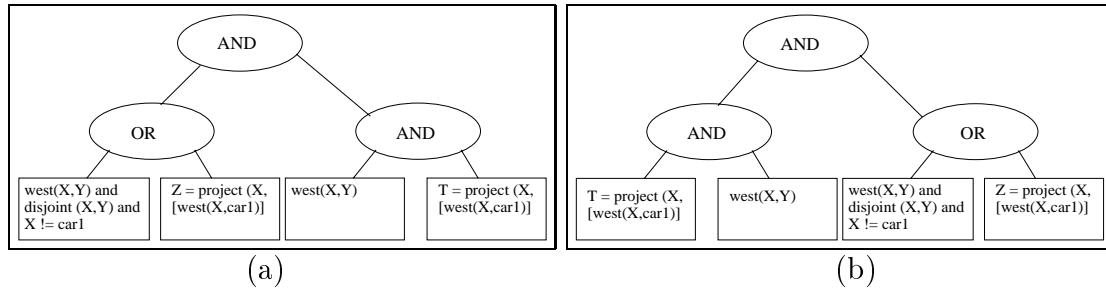 AND
OR
AND
west(X,Y) and
disjoint (X,Y) and
X != car1
Z = project (X,
[west(X,car1)]
west(X,Y)
T = project (X,
[west(X,car1)]
(a)
AND
AND
OR
T = project (X,
[west(X,car1)]
west(X,Y)
west(X,Y) and
disjoint (X,Y) and
X != car1
Z = project (X,
[west(X,car1)]
(b)